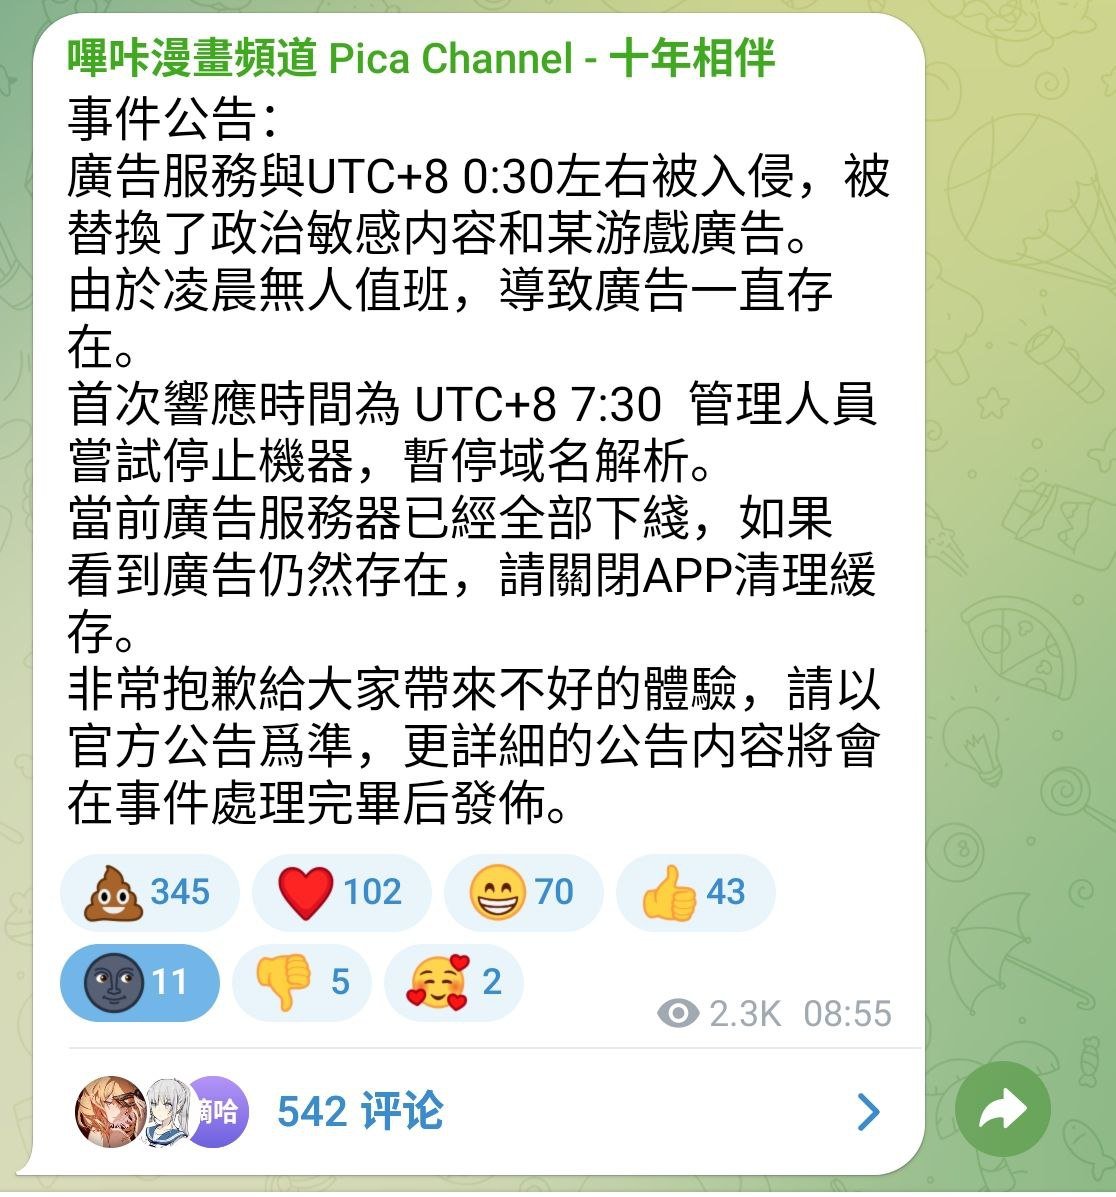 嗶咔漫畫頻道 Pica Channel - 十年相伴
事件公告：
廣告服務與UTC+8 0:30左右被入侵，被
替換了政治敏感内容和某游戲廣告。
由於凌晨無人值班，導致廣告一直存
在。
首次響應時間為 UTC+8 7:30  管理人員
嘗試停止機器，暫停域名解析。
當前廣告服務器已經全部下綫，如果
看到廣告仍然存在，請關閉APP清理緩
存。
非常抱歉給大家帶來不好的體驗，請以
官方公告爲準，更詳細的公告内容將會
在事件處理完畢后發佈。
345 102 70 43
11 5 2
2.3K 08:55
嘀哈
542 评论